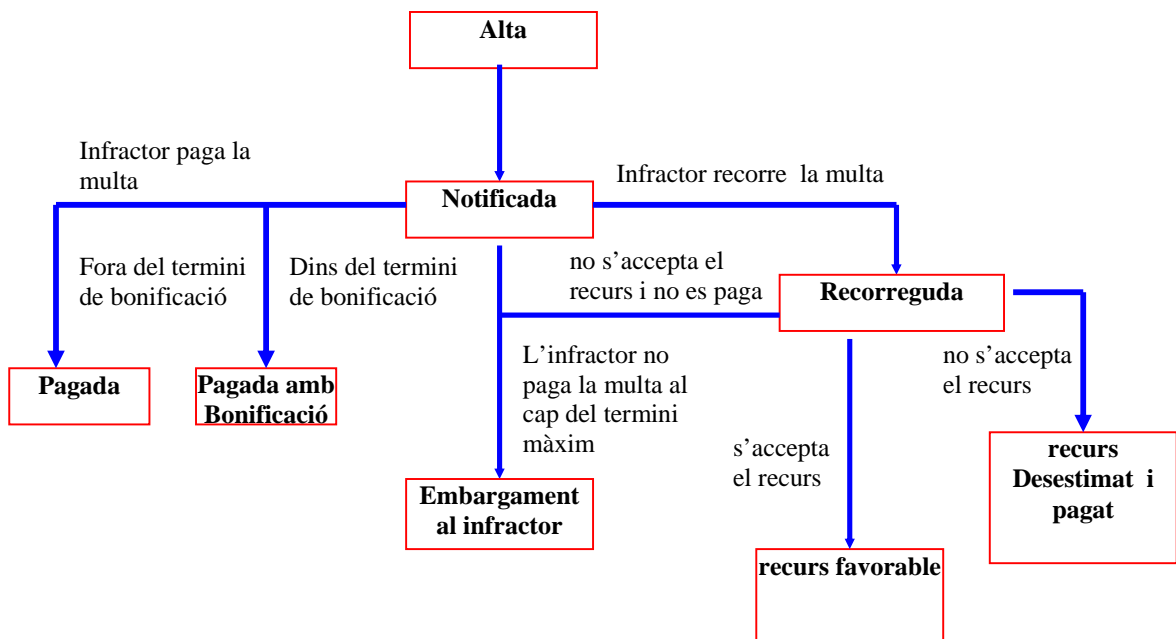 Alta
Infractor paga la
multa
Infractor recorre  la multa
Notificada
Fora del termini
de bonificació
Dins del termini
de bonificació
no s’accepta el
recurs i no es paga
Recorreguda
L’infractor no
paga la multa al
cap del termini
màxim
no s’accepta
el recurs
Pagada
Pagada amb
Bonificació
s’accepta
el recurs
recurs
Desestimat  i
pagat
Embargament
al infractor
recurs favorable